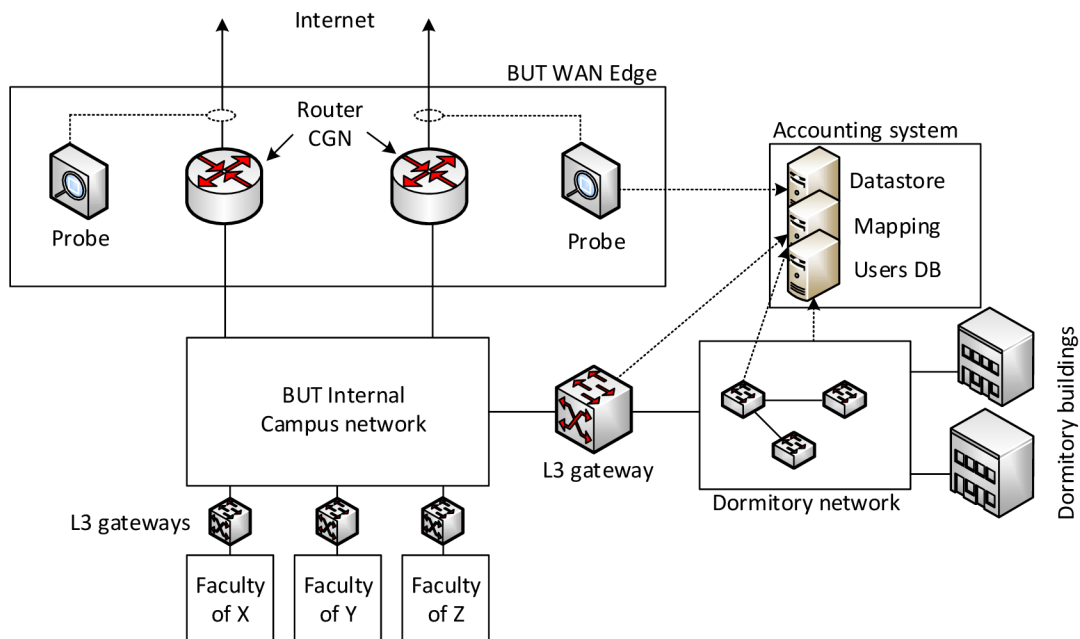 Internet
BUT WAN Edge
Router
CGN
Accounting system
Datastore
Mapping
Users DB
Probe
Probe
BUT Internal
Campus network
L3 gateway
Dormitory network
Dormitory buildings
L3 gateways
Faculty
of X
Faculty
of Y
Faculty
of Z